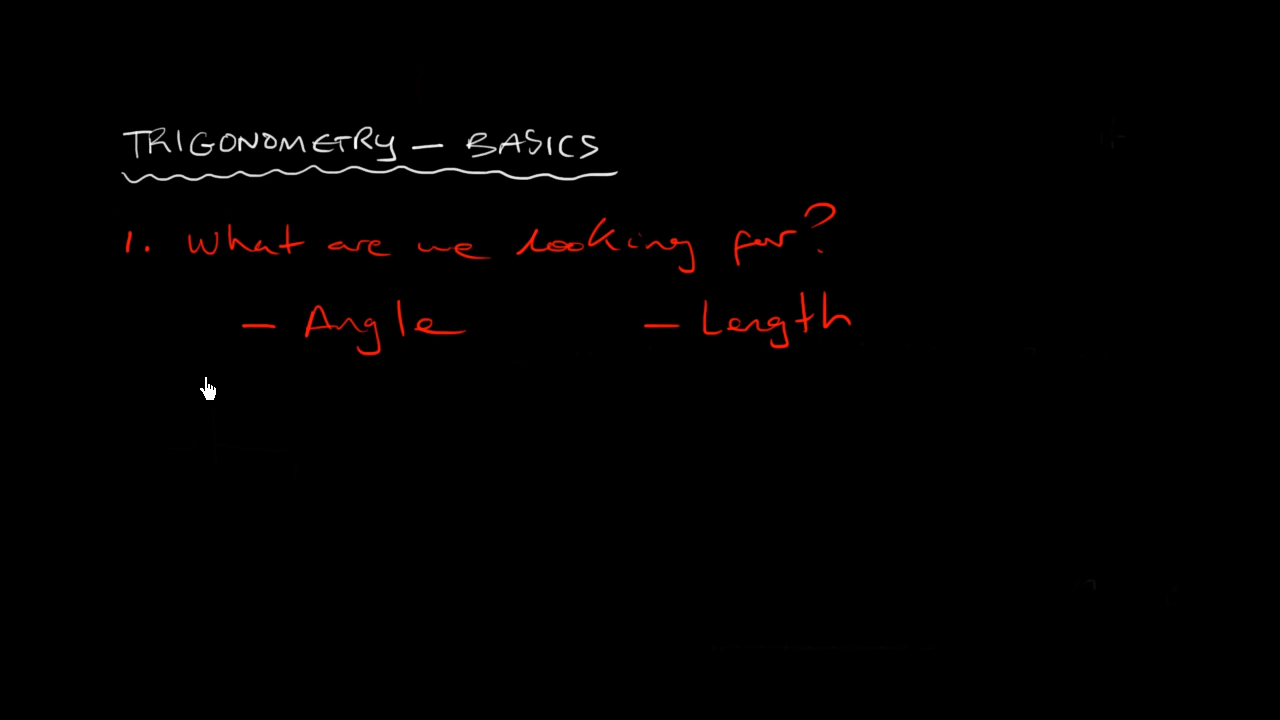 TRIGONOMETRY - BASICS
1. What are we looking for?
- Angle - Length